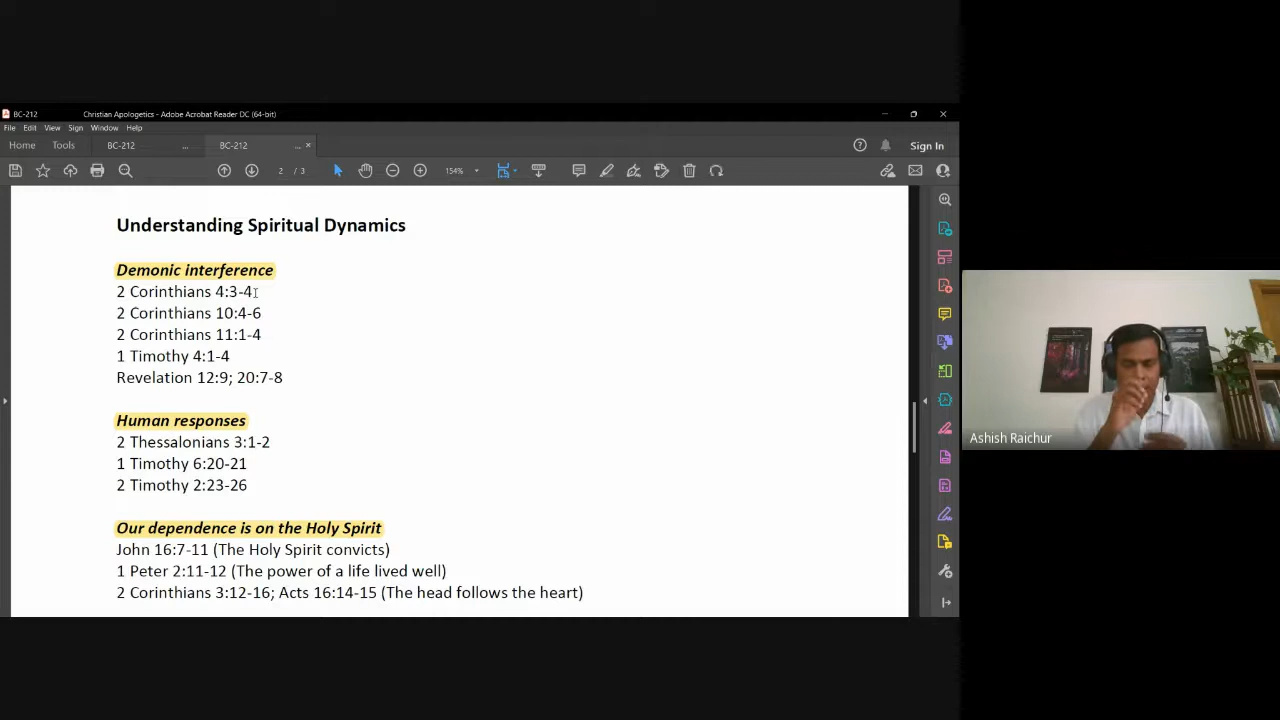 BC-212 Christian Apologetics - Adobe Acrobat Reader DC (64-bit)
File Edit View Sign Window Help
Home Tools BC-212 ... BC-212 ... × Sign In
2 / 3 154%
Understanding Spiritual Dynamics
Demonic interference
2 Corinthians 4:3-4
2 Corinthians 10:4-6
2 Corinthians 11:1-4
1 Timothy 4:1-4
Revelation 12:9; 20:7-8
Human responses
2 Thessalonians 3:1-2
1 Timothy 6:20-21
2 Timothy 2:23-26
Our dependence is on the Holy Spirit
John 16:7-11 (The Holy Spirit convicts)
1 Peter 2:11-12 (The power of a life lived well)
2 Corinthians 3:12-16; Acts 16:14-15 (The head follows the heart)
Ashish Raichur